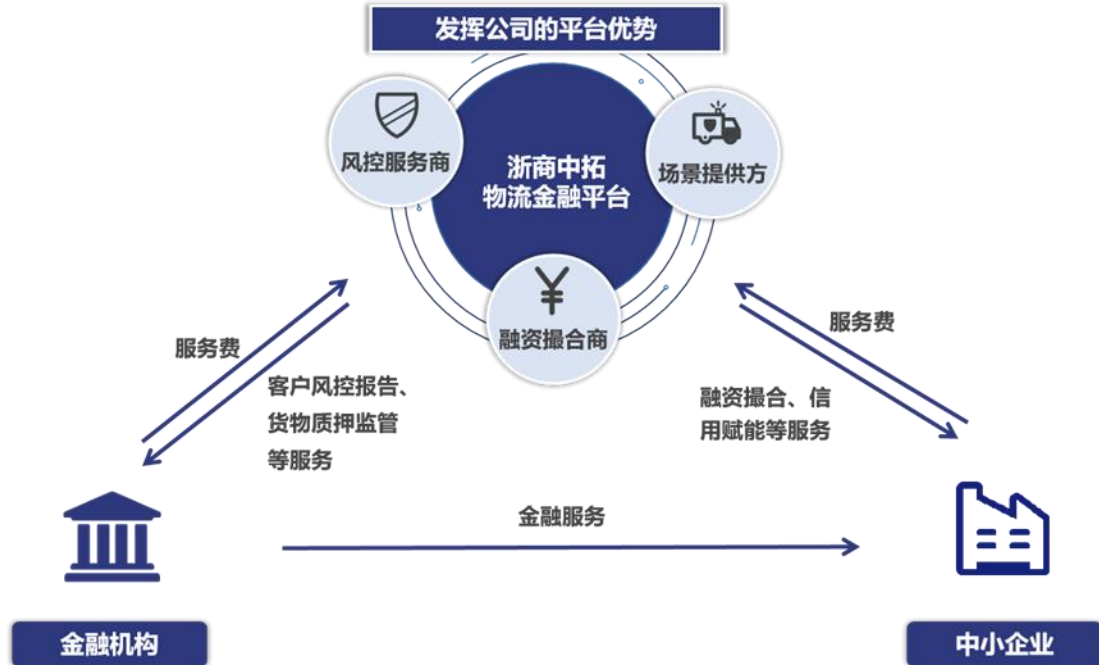 发挥公司的平台优势
风控服务商
场景提供方
浙商中拓
物流金融平台
融资撮合商
服务费
客户风控报告、
货物质押监管
等服务
服务费
融资撮合、信
用赋能等服务
金融服务
金融机构
中小企业